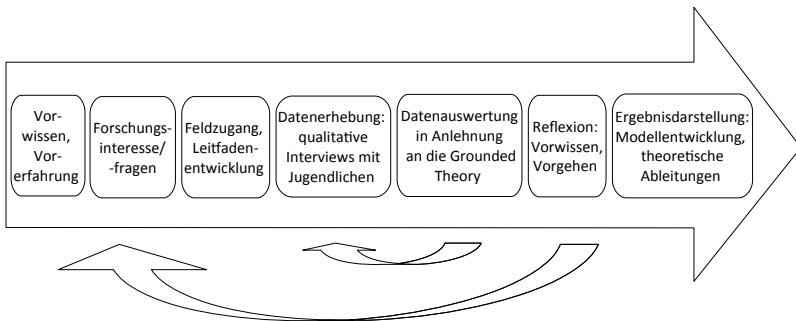 Vor-
wissen,
Vor-
erfahrung
Forschungs-
interesse/
-fragen
Feldzugang,
Leitfaden-
entwicklung
Datenerhebung:
qualitative
Interviews mit
Jugendlichen
Datenauswertung
in Anlehnung
an die Grounded
Theory
Reflexion:
Vorwissen,
Vorgehen
Ergebnisdarstellung:
Modellentwicklung,
theoretische
Ableitungen